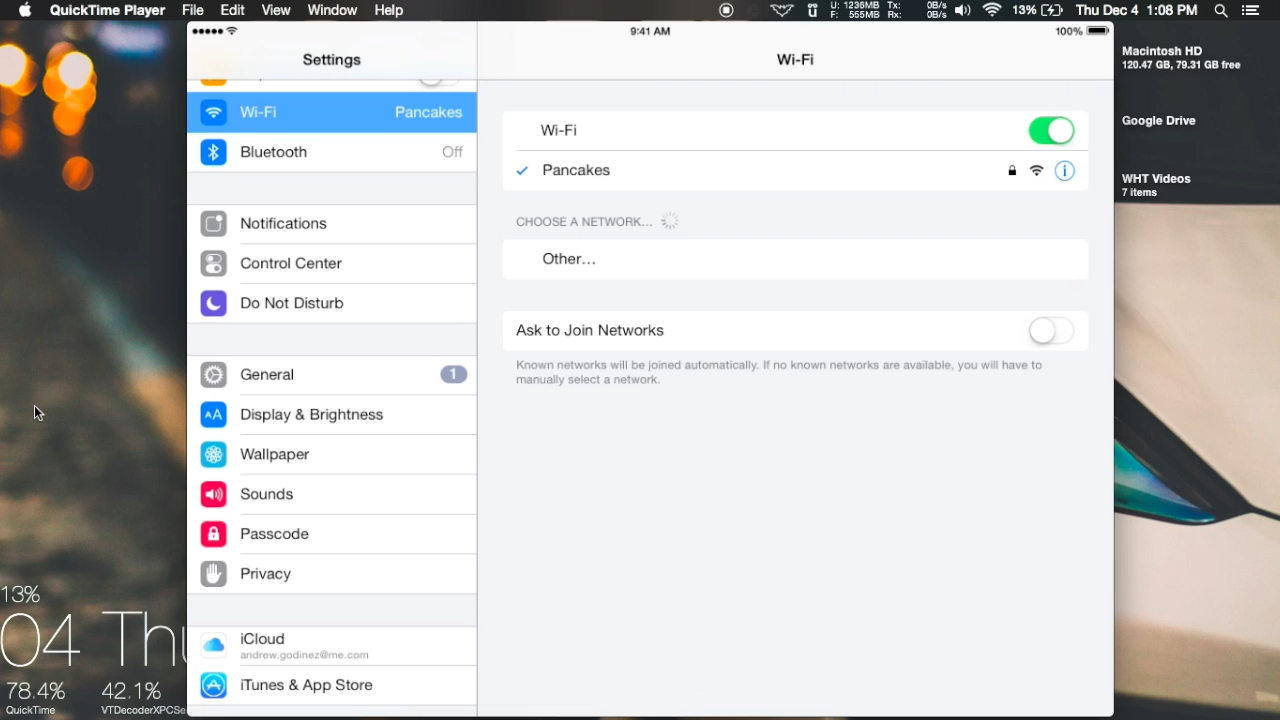 QuickTime Player File Edit View Window Help
U: 1236MB Tx: 0B/s
F: 555MB Rx: 0B/s
13% Thu Dec 4 1:08 PM
9:41 AM
100%
Settings
Wi-Fi
Wi-Fi Pancakes
Bluetooth Off
Notifications
Control Center
Do Not Disturb
General 1
AA Display & Brightness
Wallpaper
Sounds
Passcode
Privacy
iCloud
andrew.godinez@me.com
iTunes & App Store
Wi-Fi
Pancakes
CHOOSE A NETWORK...
Other...
Ask to Join Networks
Known networks will be joined automatically. If no known networks are available, you will have to
manually select a network.
Macintosh HD
120.47 GB, 79.31 GB free
Google Drive
WHT Videos
7 items
13%
04 Thu
78.4% 42.1%
QuickTime VTDecoderXPCSe